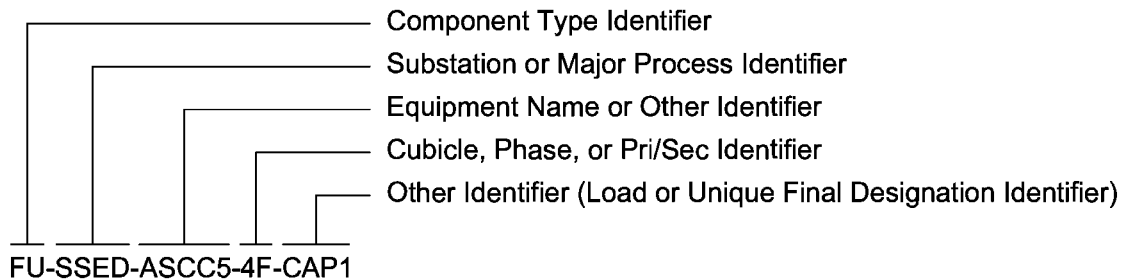 Component Type Identifier
Substation or Major Process Identifier
Equipment Name or Other Identifier
Cubicle, Phase, or Pri/Sec Identifier
Other Identifier (Load or Unique Final Designation Identifier)
FU-SSED-ASCC5-4F-CAP1